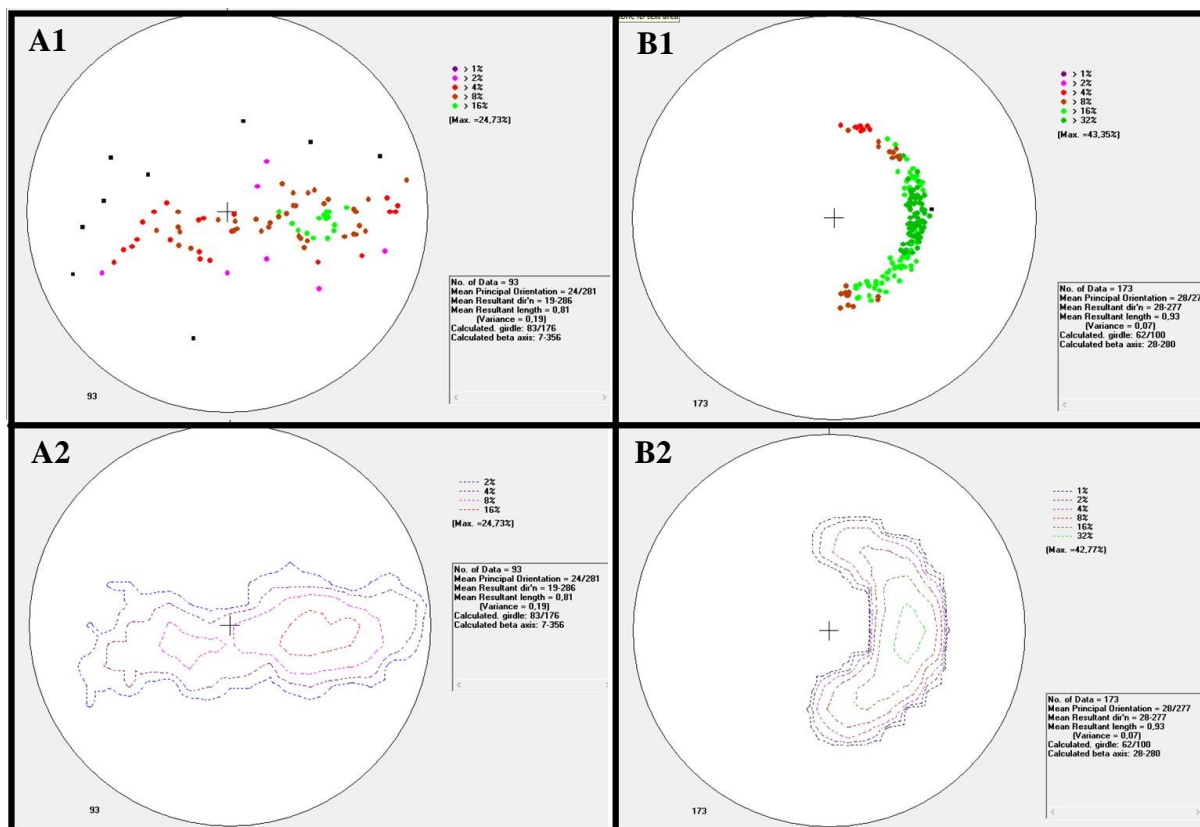 A1
> 1%
> 2%
> 4%
> 8%
> 16%
(Max. =24,73%)
No. of Data = 93
Mean Principal Orientation = 24/281
Mean Resultant dir'n = 19-286
Mean Resultant length = 0,81
(Variance = 0,19)
Calculated. girdle: 83/176
Calculated beta axis: 7-356
93
B1
text area
> 1%
> 2%
> 4%
> 8%
> 16%
> 32%
(Max. =43,35%)
No. of Data = 173
Mean Principal Orientation = 28/27
Mean Resultant dir'n = 28-277
Mean Resultant length = 0,93
(Variance = 0,07)
Calculated. girdle: 62/100
Calculated beta axis: 28-280
173
A2
2%
4%
8%
16%
(Max. =24,73%)
No. of Data = 93
Mean Principal Orientation = 24/281
Mean Resultant dir'n = 19-286
Mean Resultant length = 0,81
(Variance = 0,19)
Calculated. girdle: 83/176
Calculated beta axis: 7-356
93
B2
1%
2%
4%
8%
16%
32%
(Max. =42,77%)
No. of Data = 173
Mean Principal Orientation = 28/277
Mean Resultant dir'n = 28-277
Mean Resultant length = 0,93
(Variance = 0,07)
Calculated. girdle: 62/100
Calculated beta axis: 28-280
173